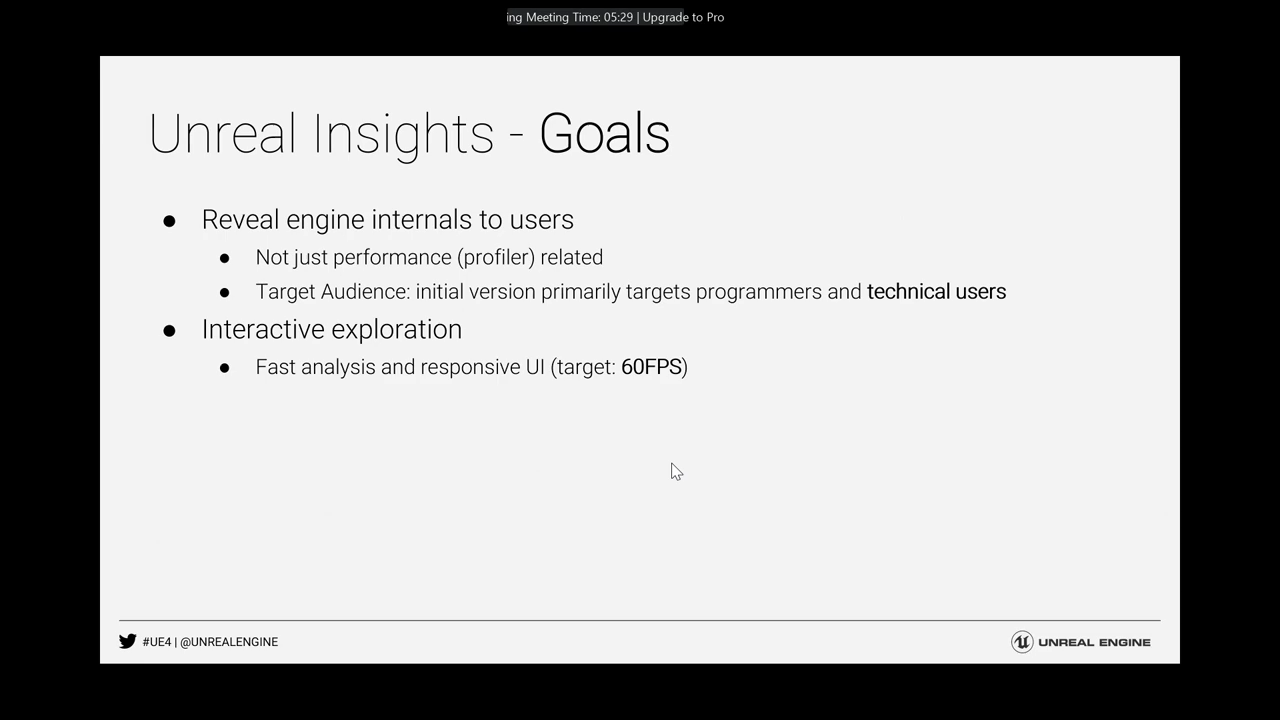 ing Meeting Time: 05:29 | Upgrade to Pro
Unreal Insights - Goals
● Reveal engine internals to users
● Not just performance (profiler) related
● Target Audience: initial version primarily targets programmers and technical users
● Interactive exploration
● Fast analysis and responsive UI (target: 60FPS)
#UE4 | @UNREALENGINE
UNREAL ENGINE